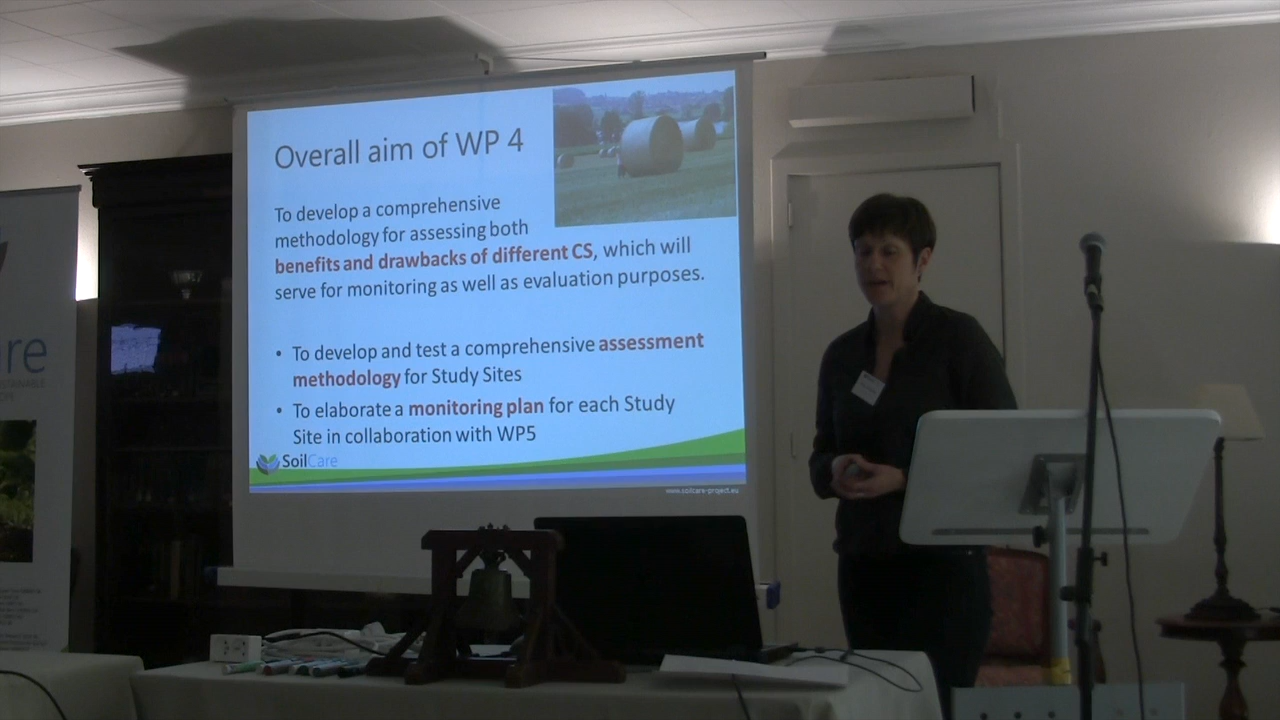 Overall aim of WP 4
To develop a comprehensive
methodology for assessing both
benefits and drawbacks of different CS, which will
serve for monitoring as well as evaluation purposes.
• To develop and test a comprehensive assessment
methodology for Study Sites
• To elaborate a monitoring plan for each Study
Site in collaboration with WP5
SoilCare
www.soilcare-project.eu
are